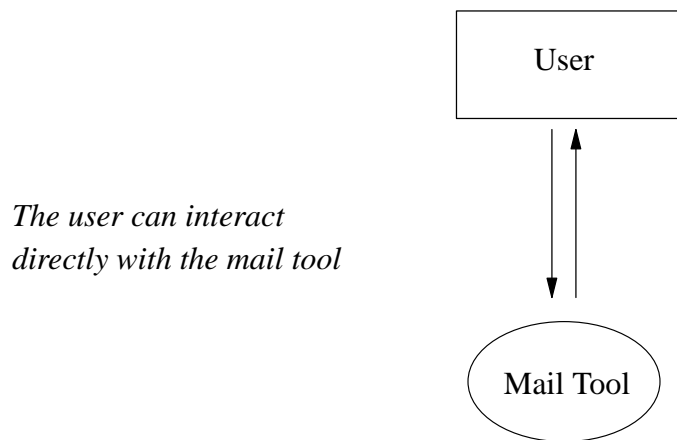 User
The user can interact
directly with the mail tool
Mail Tool